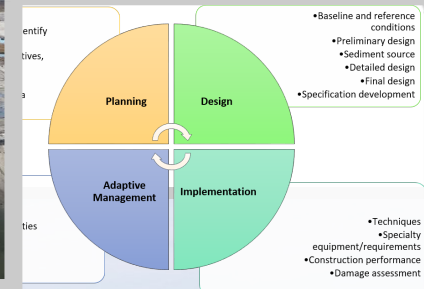 entify
tives,
a
ties
Planning
Design
Adaptive
Management
Implementation
•Baseline and reference
conditions
•Preliminary design
•Sediment source
•Detailed design
•Final design
•Specification development
•Techniques
•Specialty
equipment/requirements
•Construction performance
•Damage assessment